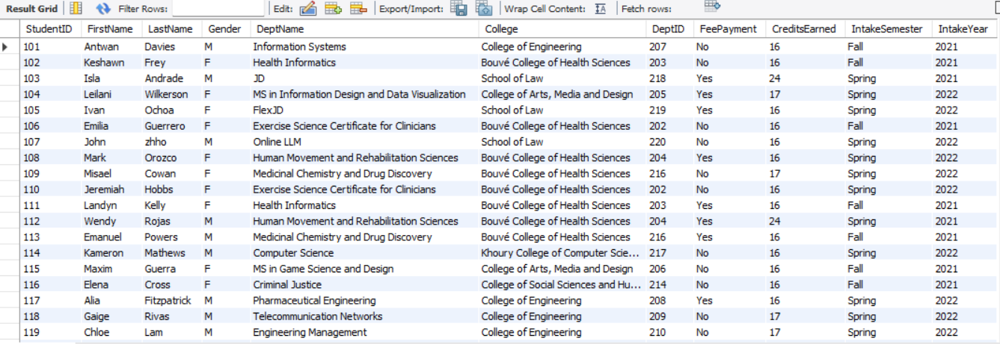 Result Grid Filter Rows: Edit: Export/Import: Wrap Cell Content: IA Fetch rows:
StudentID FirstName LastName Gender DeptName College DeptID FeePayment CreditsEarned IntakeSemester IntakeYear
101 Antwan Davies M Information Systems College of Engineering 207 No 16 Fall 2021
102 Keshawn Frey F Health Informatics Bouvé College of Health Sciences 203 No 16 Fall 2021
103 Isla Andrade M JD School of Law 218 Yes 24 Spring 2021
104 Leilani Wilkerson F MS in Information Design and Data Visualization College of Arts, Media and Design 205 Yes 17 Spring 2022
105 Ivan Ochoa F FlexJD School of Law 219 Yes 16 Spring 2022
106 Emilia Guerrero F Exercise Science Certificate for Clinicians Bouvé College of Health Sciences 202 No 16 Fall 2021
107 John zhho M Online LLM School of Law 220 No 16 Spring 2022
108 Mark Orozco F Human Movement and Rehabilitation Sciences Bouvé College of Health Sciences 204 Yes 16 Spring 2022
109 Misael Cowan F Medicinal Chemistry and Drug Discovery Bouvé College of Health Sciences 216 No 17 Spring 2022
110 Jeremiah Hobbs F Exercise Science Certificate for Clinicians Bouvé College of Health Sciences 202 No 16 Spring 2022
111 Landyn Kelly F Health Informatics Bouvé College of Health Sciences 203 Yes 16 Fall 2021
112 Wendy Rojas M Human Movement and Rehabilitation Sciences Bouvé College of Health Sciences 204 Yes 24 Spring 2021
113 Emanuel Powers M Medicinal Chemistry and Drug Discovery Bouvé College of Health Sciences 216 Yes 16 Fall 2021
114 Kameron Mathews M Computer Science Khoury College of Computer Scie... 217 No 16 Spring 2022
115 Maxim Guerra F MS in Game Science and Design College of Arts, Media and Design 206 No 16 Fall 2021
116 Elena Cross F Criminal Justice College of Social Sciences and Hu... 214 No 16 Fall 2021
117 Alia Fitzpatrick M Pharmaceutical Engineering College of Engineering 208 Yes 16 Spring 2022
118 Gaige Rivas M Telecommunication Networks College of Engineering 209 No 17 Spring 2022
119 Chloe Lam M Engineering Management College of Engineering 210 No 17 Spring 2022